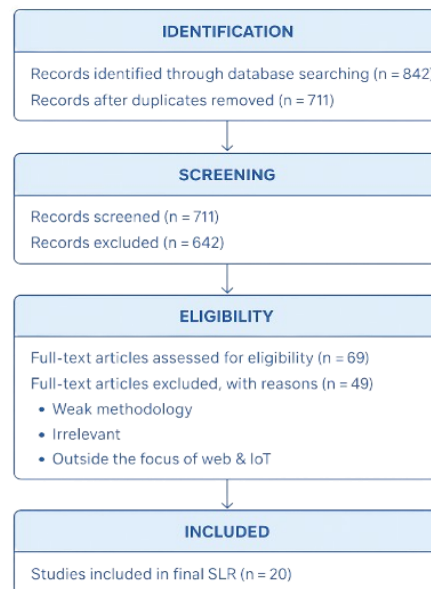 IDENTIFICATION
Records identified through database searching (n = 842)
Records after duplicates removed (n = 711)
SCREENING
Records screened (n = 711)
Records excluded (n = 642)
ELIGIBILITY
Full-text articles assessed for eligibility (n = 69)
Full-text articles excluded, with reasons (n = 49)
• Weak methodology
• Irrelevant
• Outside the focus of web & IoT
INCLUDED
Studies included in final SLR (n = 20)